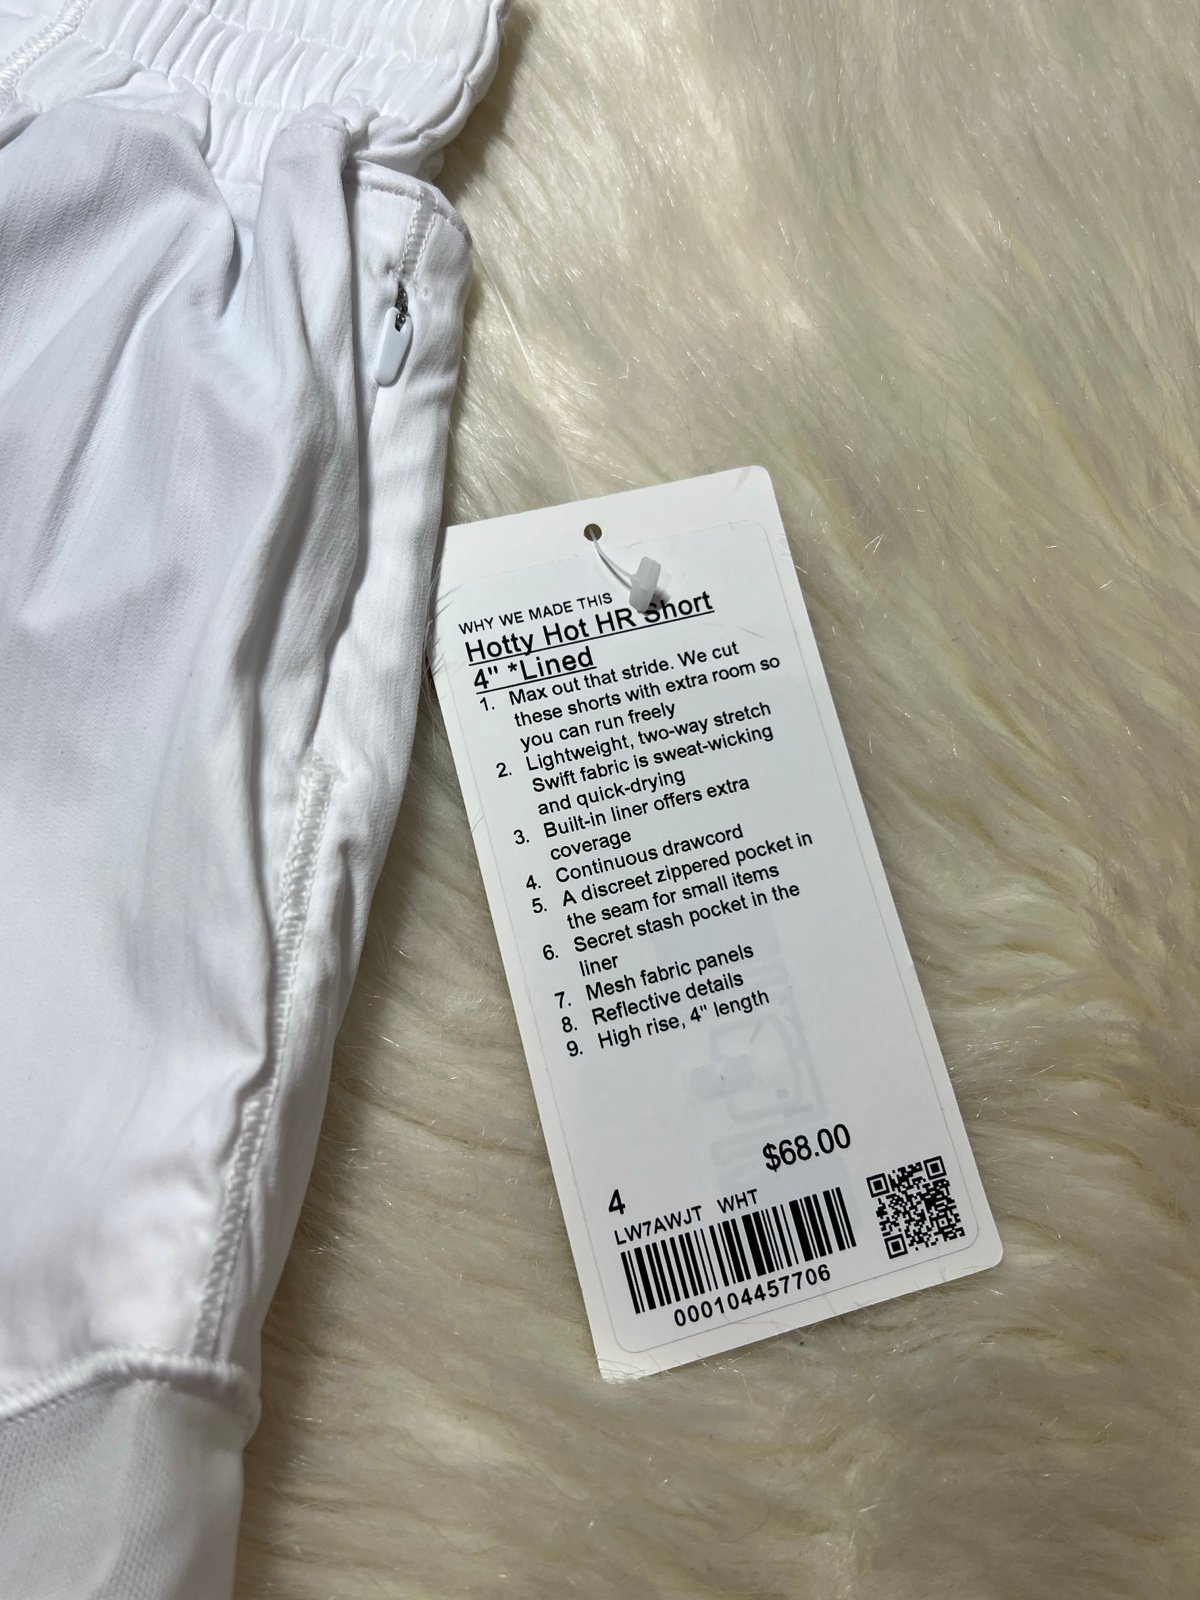 WHY WE MADE THIS
Hotty Hot HR Short
4" *Lined
1. Max out that stride. We cut
these shorts with extra room so
you can run freely
2. Lightweight, two-way stretch
Swift fabric is sweat-wicking
and quick-drying
3. Built-in liner offers extra
coverage
4. Continuous drawcord
5. A discreet zippered pocket in
the seam for small items
6. Secret stash pocket in the
liner
7. Mesh fabric panels
8. Reflective details
9. High rise, 4" length
$68.00
4
LW7AWJT WHT
000104457706